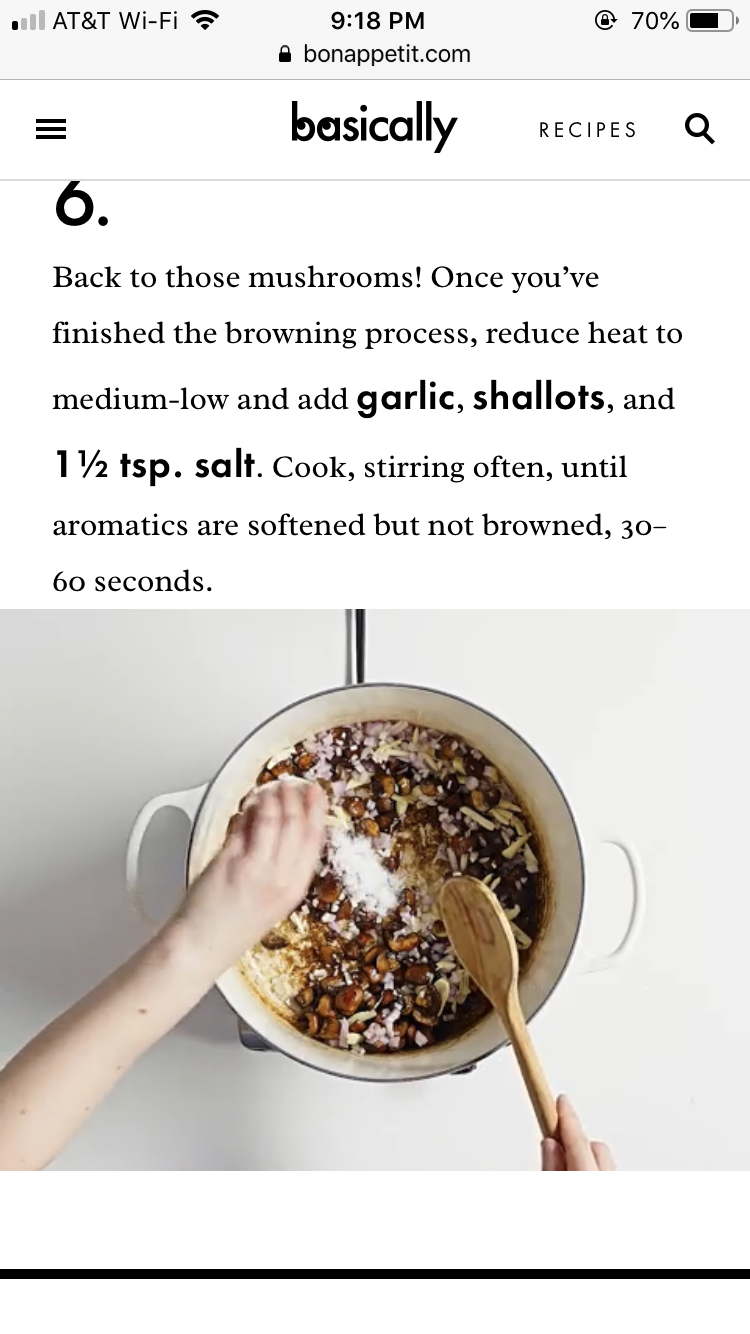 AT&T Wi-Fi 9:18 PM 70%
bonappetit.com
basically RECIPES
6.
Back to those mushrooms! Once you’ve
finished the browning process, reduce heat to
medium-low and add garlic, shallots, and
1½ tsp. salt. Cook, stirring often, until
aromatics are softened but not browned, 30–
60 seconds.